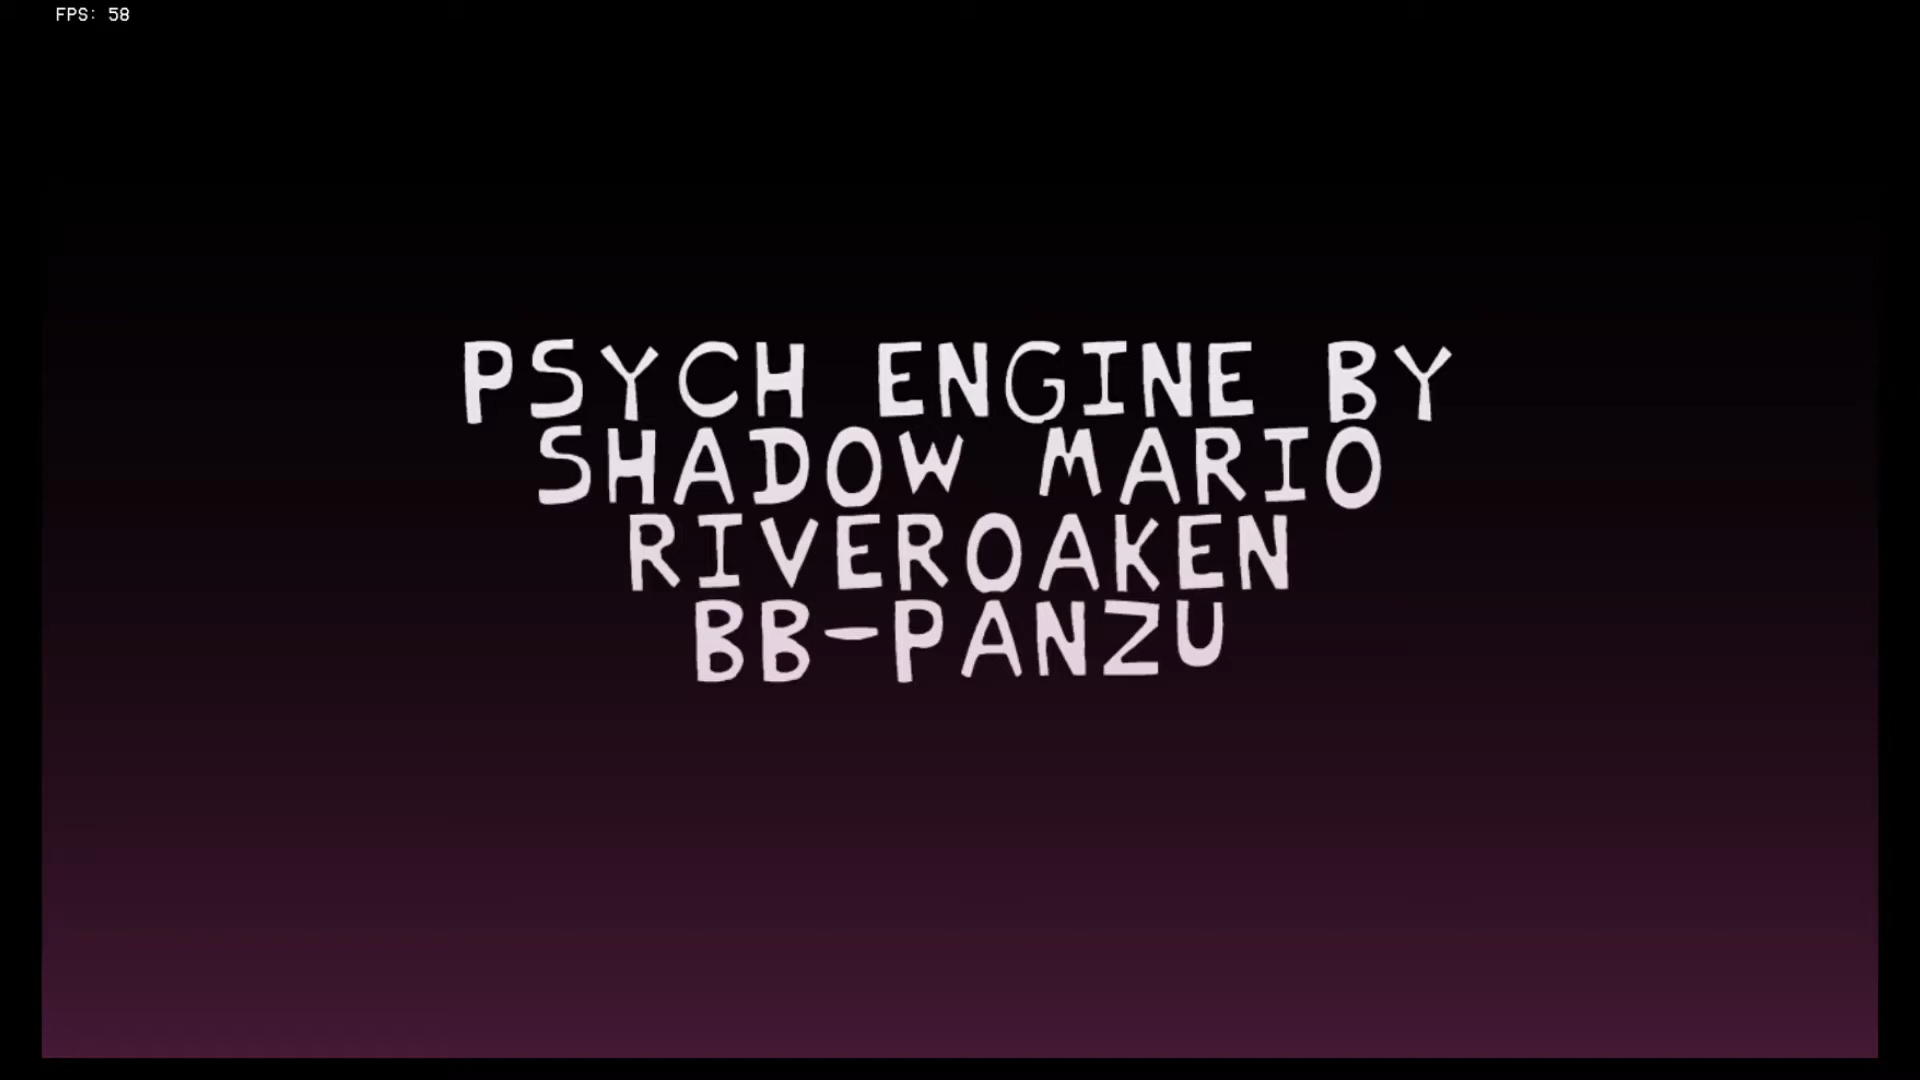 FPS: 58
PSYCH ENGINE BY
SHADOW MARIO
RIVEROAKEN
BB-PANZU